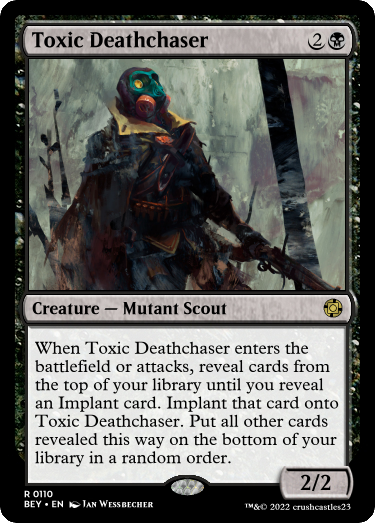 Toxic Deathchaser 2
Creature — Mutant Scout
When Toxic Deathchaser enters the
battlefield or attacks, reveal cards from
the top of your library until you reveal
an Implant card. Implant that card onto
Toxic Deathchaser. Put all other cards
revealed this way on the bottom of your
library in a random order.
2/2
R 0110
BEY • EN Jan Wessbecher
™&© 2022 crushcastles23